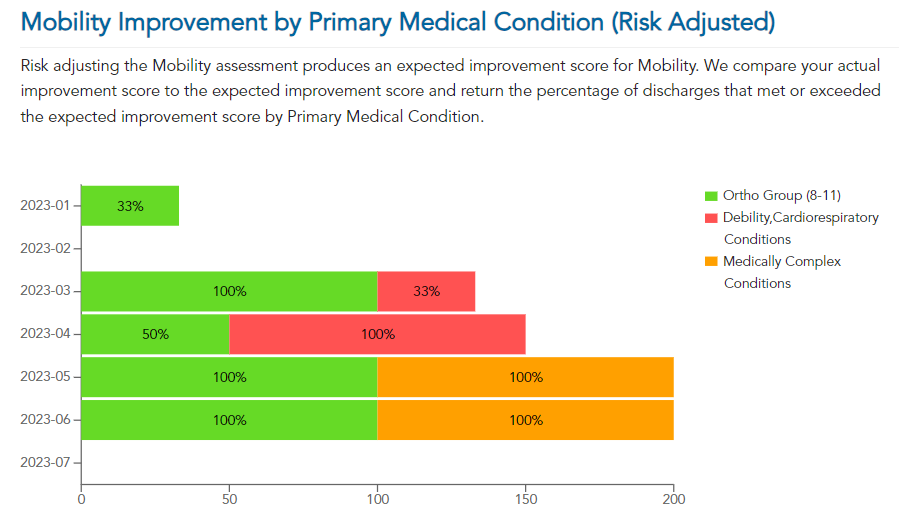 Mobility Improvement by Primary Medical Condition (Risk Adjusted)
Risk adjusting the Mobility assessment produces an expected improvement score for Mobility. We compare your actual
improvement score to the expected improvement score and return the percentage of discharges that met or exceeded
the expected improvement score by Primary Medical Condition.
2023-01
33%
2023-02
2023-03
100%
33%
2023-04
50%
100%
2023-05
100%
100%
2023-06
100%
100%
2023-07
0
50
100
150
200
Ortho Group (8-11)
Debility,Cardiorespiratory
Conditions
Medically Complex
Conditions